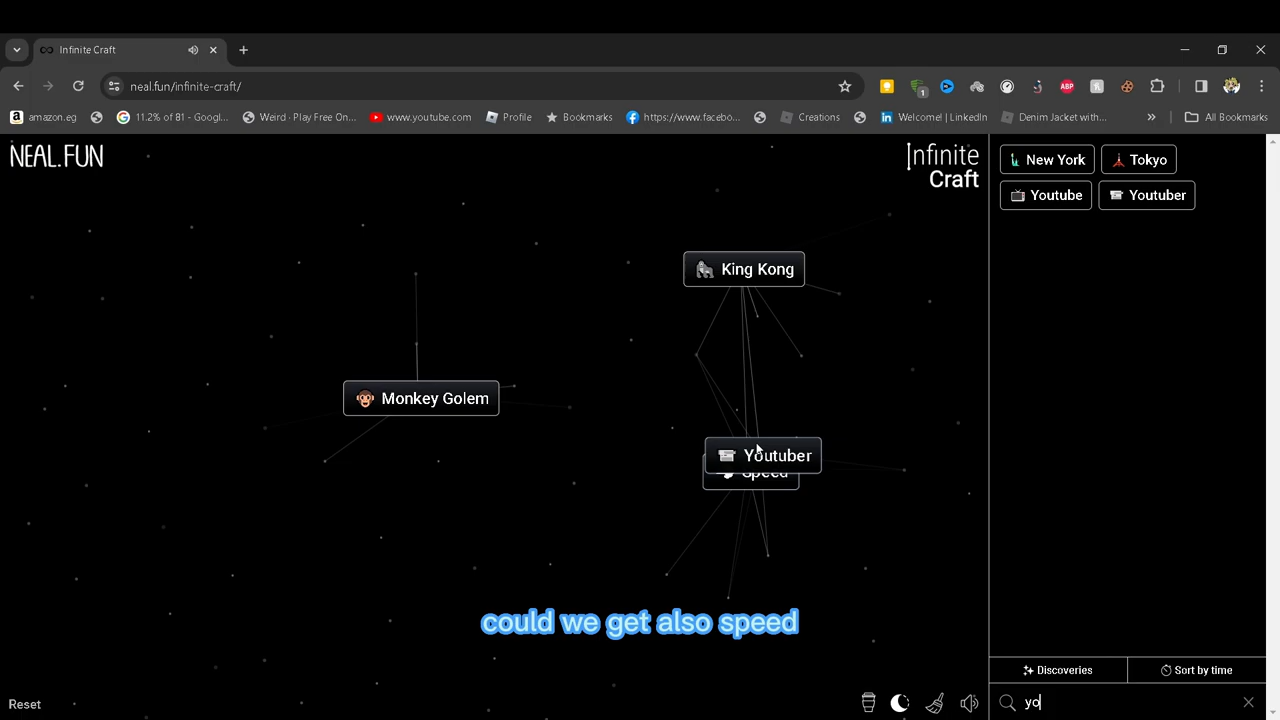 Infinite Craft
neal.fun/infinite-craft/
amazon.eg
11.2% of 81 - Googl...
Weird · Play Free On...
www.youtube.com
Profile
Bookmarks
https://www.facebo...
Creations
Welcome! | LinkedIn
Denim Jacket with...
All Bookmarks
NEAL.FUN
Infinite
Craft
New York
Tokyo
Youtube
Youtuber
King Kong
Monkey Golem
Youtuber
Speed
could we get also speed
Discoveries
Sort by time
Reset
yo